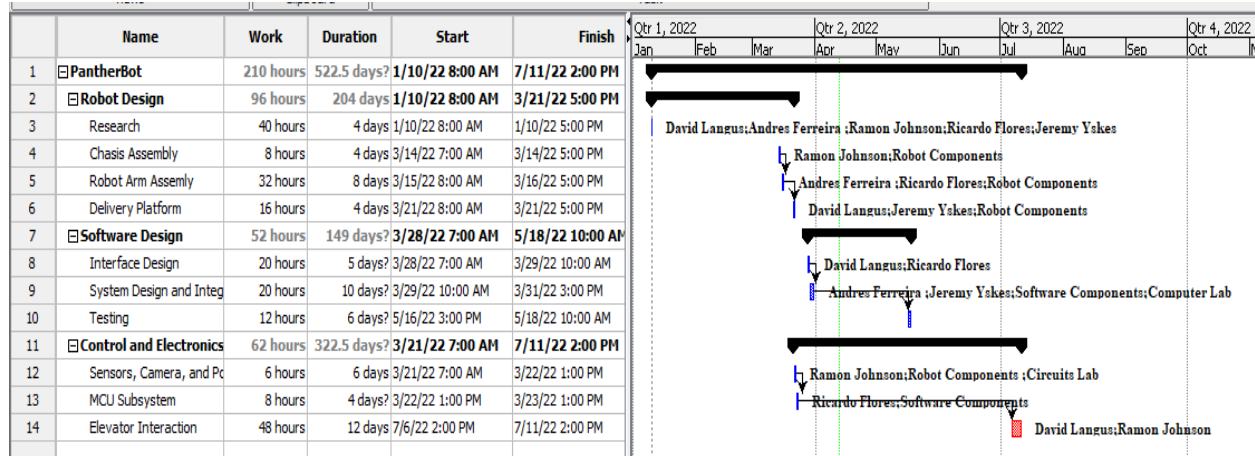 Name Work Duration Start Finish
Qtr 1, 2022 Qtr 2, 2022 Qtr 3, 2022 Qtr 4, 2022
Jan Feb Mar Apr May Jun Jul Aug Sep Oct
1 PantherBot 210 hours 522.5 days? 1/10/22 8:00 AM 7/11/22 2:00 PM
2 Robot Design 96 hours 204 days 1/10/22 8:00 AM 3/21/22 5:00 PM
3 Research 40 hours 4 days 1/10/22 8:00 AM 1/10/22 5:00 PM David Langus;Andres Ferreira ;Ramon Johnson;Ricardo Flores;Jeremy Yskes
4 Chasis Assembly 8 hours 4 days 3/14/22 7:00 AM 3/14/22 5:00 PM Ramon Johnson;Robot Components
5 Robot Arm Assemly 32 hours 8 days 3/15/22 8:00 AM 3/16/22 5:00 PM Andres Ferreira ;Ricardo Flores;Robot Components
6 Delivery Platform 16 hours 4 days 3/21/22 8:00 AM 3/21/22 5:00 PM David Langus;Jeremy Yskes;Robot Components
7 Software Design 52 hours 149 days? 3/28/22 7:00 AM 5/18/22 10:00 AM
8 Interface Design 20 hours 5 days? 3/28/22 7:00 AM 3/29/22 10:00 AM David Langus;Ricardo Flores
9 System Design and Integ 20 hours 10 days? 3/29/22 10:00 AM 3/31/22 3:00 PM Andres Ferreira ;Jeremy Yskes;Software Components;Computer Lab
10 Testing 12 hours 6 days? 5/16/22 3:00 PM 5/18/22 10:00 AM
11 Control and Electronics 62 hours 322.5 days? 3/21/22 7:00 AM 7/11/22 2:00 PM
12 Sensors, Camera, and Po 6 hours 6 days 3/21/22 7:00 AM 3/22/22 1:00 PM Ramon Johnson;Robot Components ;Circuits Lab
13 MCU Subsystem 8 hours 4 days? 3/22/22 1:00 PM 3/23/22 1:00 PM Ricardo Flores;Software Components
14 Elevator Interaction 48 hours 12 days 7/6/22 2:00 PM 7/11/22 2:00 PM David Langus;Ramon Johnson